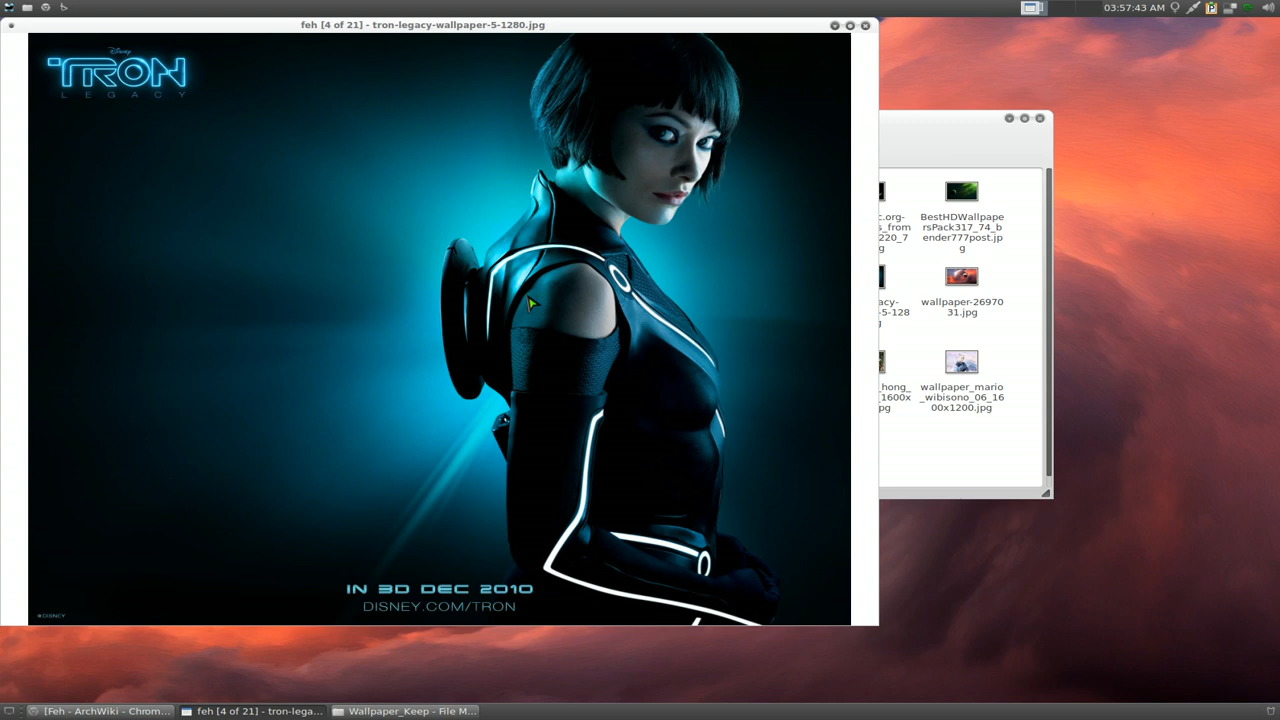 03:57:43 AM
feh [4 of 21] - tron-legacy-wallpaper-5-1280.jpg
Disney
TRON
LEGACY
c.org-
s_from
220_7
g
BestHDWallpape
rsPack317_74_b
ender777post.jp
g
acy-
-5-128
g
wallpaper-26970
31.jpg
_hong_
1600x
pg
wallpaper_mario
_wibisono_06_16
00x1200.jpg
IN 3D DEC 2010
DISNEY.COM/TRON
©DISNEY
[Feh - ArchWiki - Chrom...
feh [4 of 21] - tron-lega...
Wallpaper_Keep - File M...